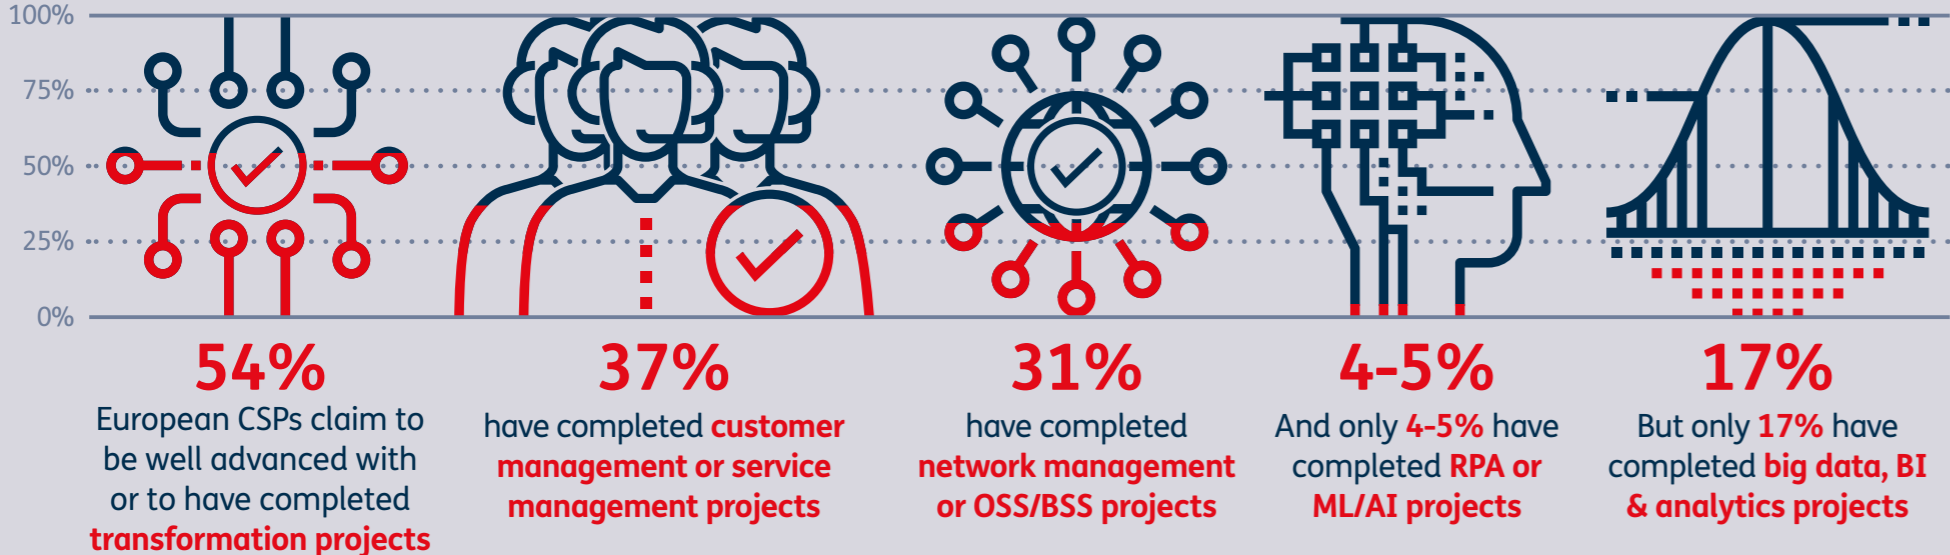 100%
75%
50%
25%
0%
54%
European CSPs claim to
be well advanced with
or to have completed
transformation projects
37%
have completed customer
management or service
management projects
31%
have completed
network management
or OSS/BSS projects
4-5%
And only 4-5% have
completed RPA or
ML/AI projects
17%
But only 17% have
completed big data, BI
& analytics projects